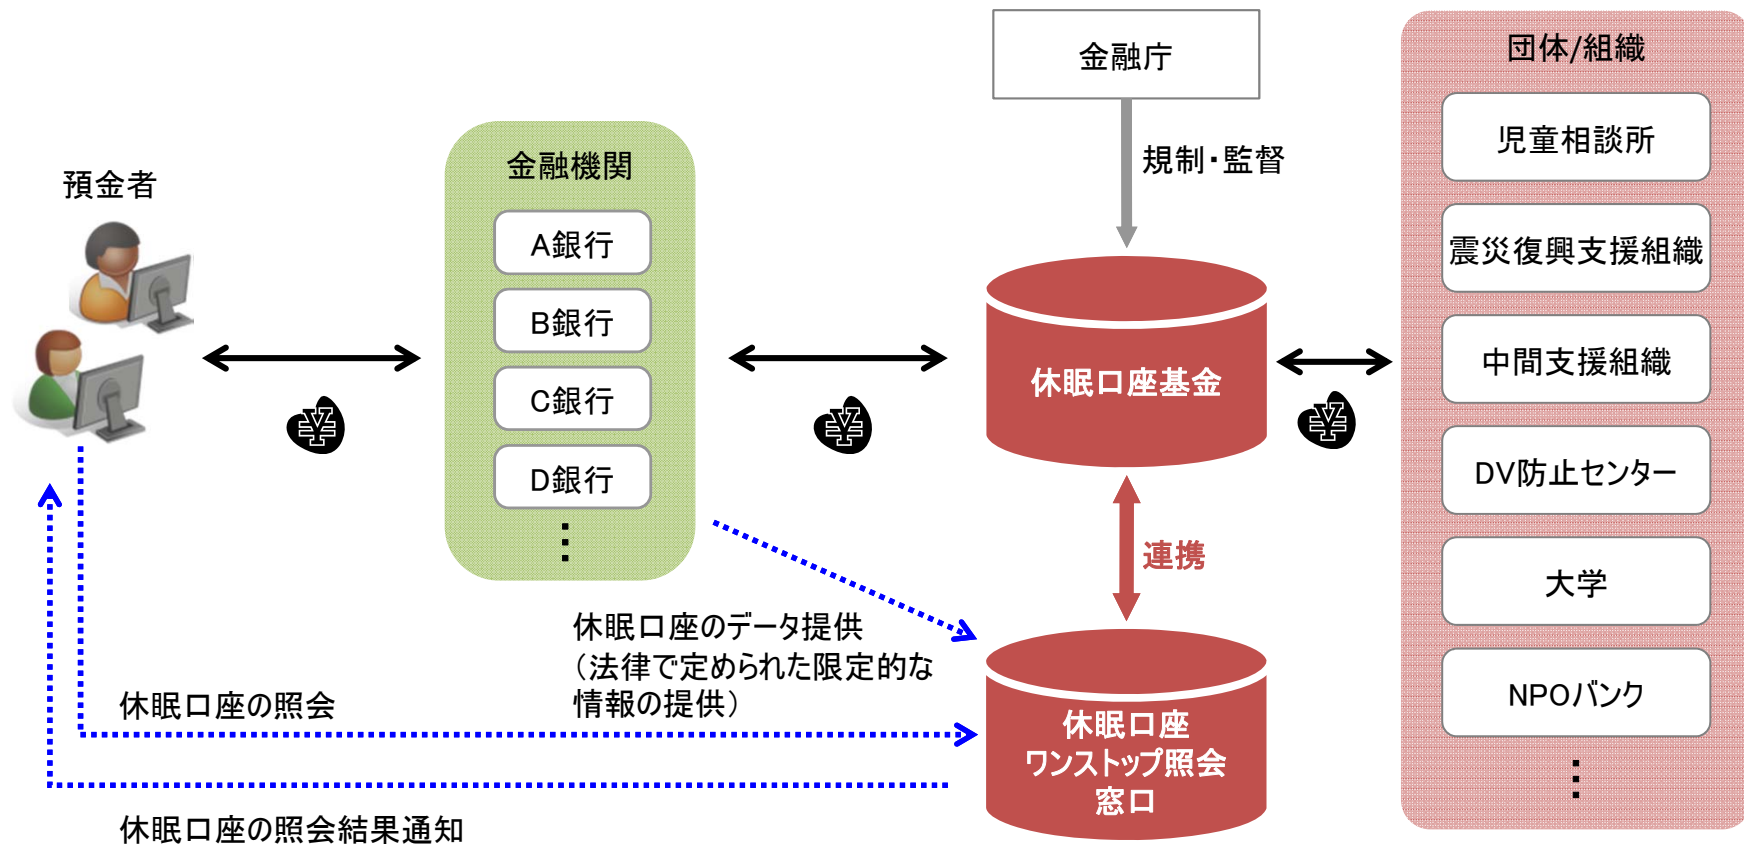 金融庁
団体/組織
規制・監督
児童相談所
震災復興支援組織
中間支援組織
DV防止センター
大学
NPOバンク
⋮
預金者
金融機関
A銀行
B銀行
C銀行
D銀行
⋮
¥
¥
¥
休眠口座基金
連携
休眠口座のデータ提供
（法律で定められた限定的な
情報の提供）
休眠口座の照会
休眠口座
ワンストップ照会
窓口
休眠口座の照会結果通知